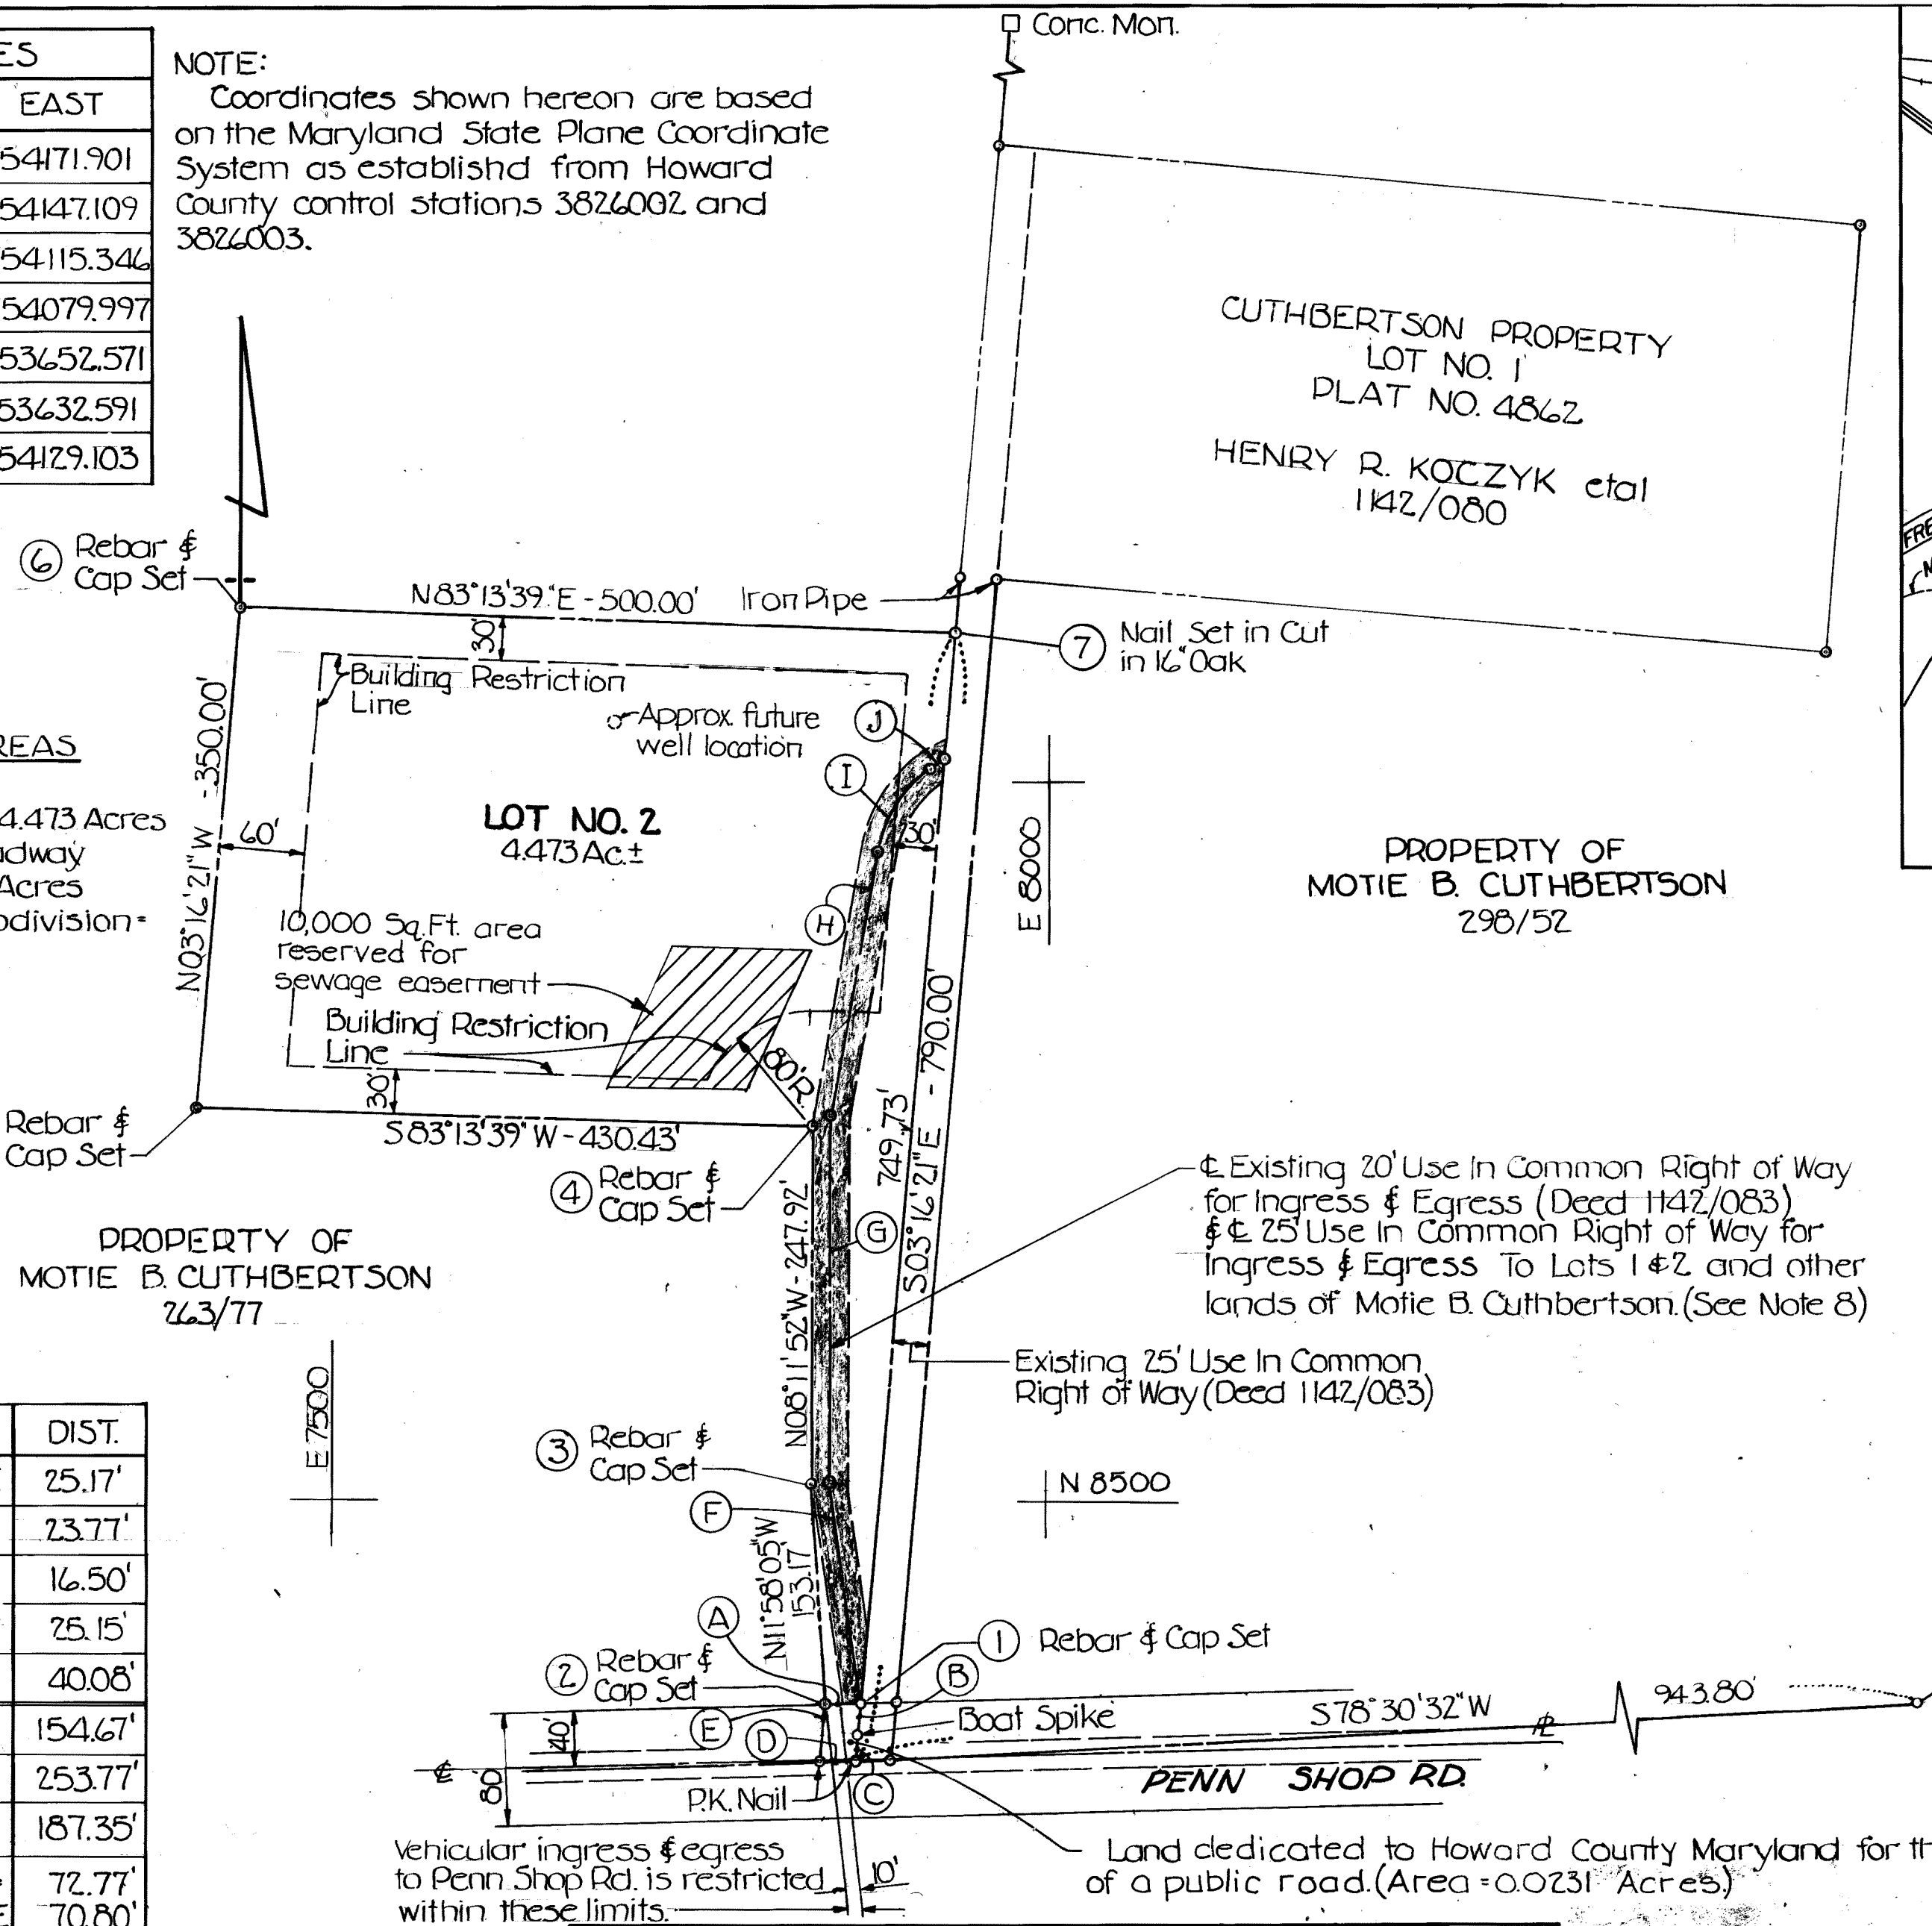 ES
EAST
54171.901
54147.109
54115.346
54079.997
53652.571
53632.591
54129.103
NOTE:
Coordinates shown hereon are based
on the Maryland State Plane Coordinate
System as establishd from Howard
County control stations 3826002 and
3826003.
Conc. Mon.
CUTHBERTSON PROPERTY
LOT NO. 1
PLAT NO. 4862
HENRY R. KOCZYK etal
1142/080
FRE
6 Rebar &
Cap Set
N83°13'39"E - 500.00'
Iron Pipe
7 Nail Set in Cut
in 16" Oak
30'
Building Restriction
Line
Approx. future
well location
J
I
N03°16'21"W - 350.00'
REAS
4.473 Acres
adway
Acres
bdivision =
60'
LOT NO. 2
4.473 Ac.±
30'
E 8000
PROPERTY OF
MOTIE B. CUTHBERTSON
298/52
H
10,000 Sq.Ft. area
reserved for
sewage easement
Building Restriction
Line
80'R.
30'
749.73'
S03°16'21"E - 790.00'
Rebar &
Cap Set
S83°13'39"W - 430.43'
4 Rebar &
Cap Set
G
N08°11'52"W - 247.92'
℄ Existing 20' Use In Common Right of Way
for Ingress & Egress (Deed 1142/083)
& ℄ 25' Use In Common Right of Way for
Ingress & Egress To Lots 1 & 2 and other
lands of Motie B. Cuthbertson. (See Note 8)
PROPERTY OF
MOTIE B. CUTHBERTSON
263/77
Existing 25' Use In Common
Right of Way (Deed 1142/083)
E 7500
3 Rebar &
Cap Set
N 8500
F
DIST.
25.17'
23.77'
16.50'
25.15'
40.08'
154.67'
253.77'
187.35'
72.77'
70.80'
N11°58'05"W
153.17
A
1 Rebar & Cap Set
2 Rebar &
Cap Set
B
E
D
Boat Spike
S78°30'32"W
943.80'
40'
80'
℄
℄
P.K. Nail
C
PENN SHOP RD.
Vehicular ingress & egress
to Penn Shop Rd. is restricted
within these limits.
10'
Land dedicated to Howard County Maryland for th
of a public road. (Area = 0.0231 Acres)